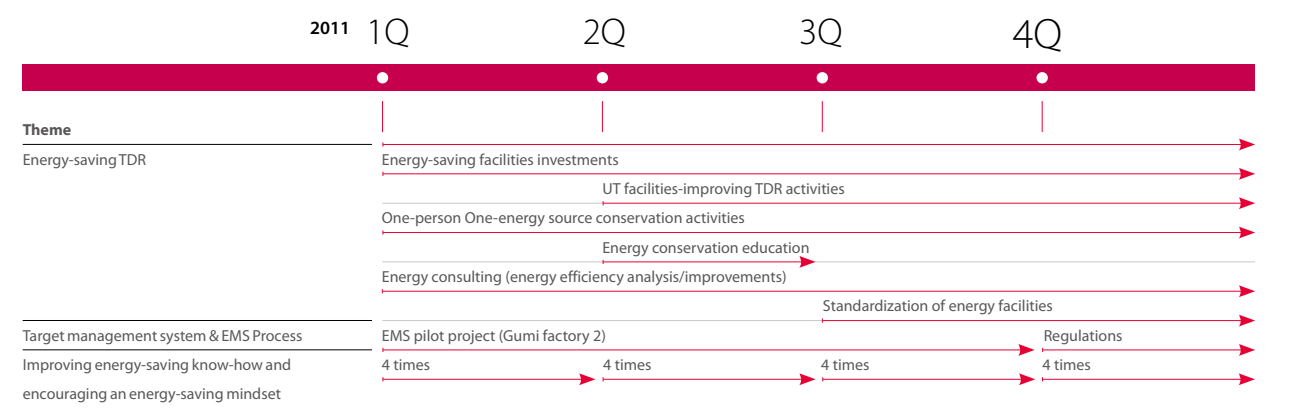 2011 1Q 2Q 3Q 4Q
Theme
Energy-saving TDR Energy-saving facilities investments
UT facilities-improving TDR activities
One-person One-energy source conservation activities
Energy conservation education
Energy consulting (energy efficiency analysis/improvements)
Standardization of energy facilities
Target management system & EMS Process EMS pilot project (Gumi factory 2) Regulations
Improving energy-saving know-how and 4 times 4 times 4 times 4 times
encouraging an energy-saving mindset